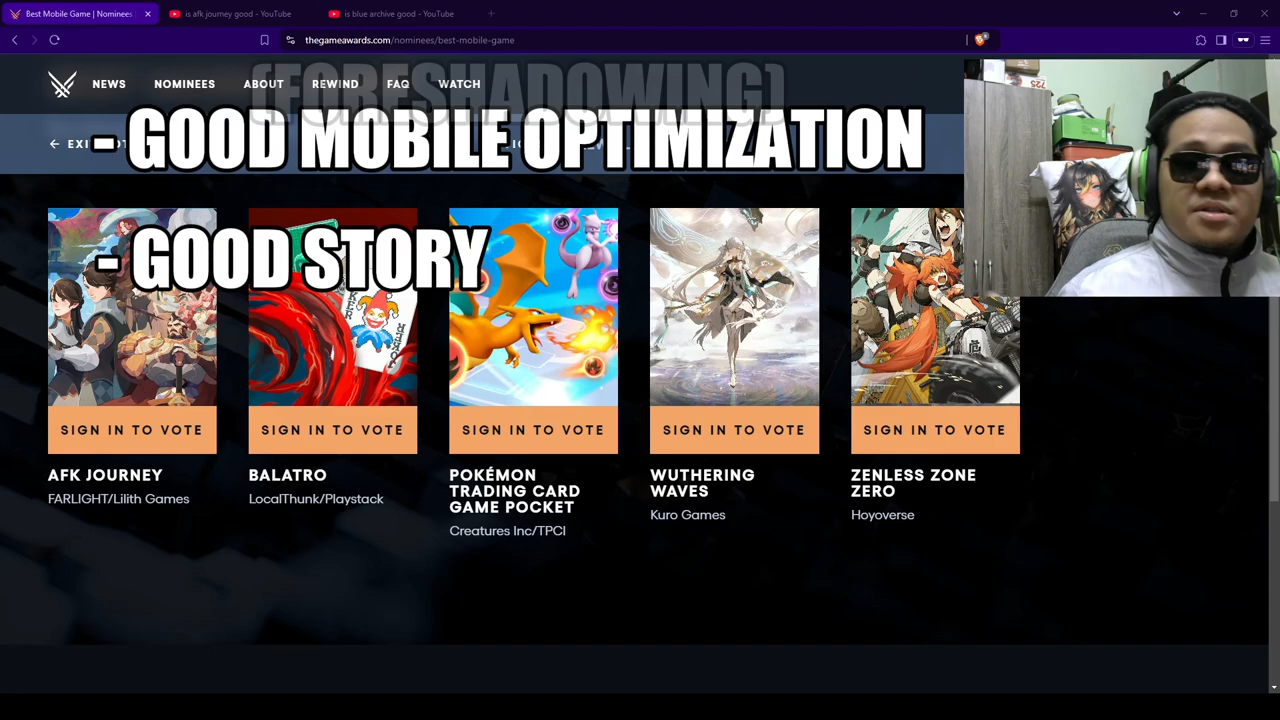 Best Mobile Game | Nominees
is afk journey good - YouTube
is blue archive good - YouTube
thegameawards.com/nominees/best-mobile-game
NEWS NOMINEES ABOUT REWIND FAQ WATCH
(FORESHADOWING)
- GOOD MOBILE OPTIMIZATION
- GOOD STORY
JOKER
SIGN IN TO VOTE
SIGN IN TO VOTE
SIGN IN TO VOTE
SIGN IN TO VOTE
SIGN IN TO VOTE
AFK JOURNEY
FARLIGHT/Lilith Games
BALATRO
LocalThunk/Playstack
POKÉMON
TRADING CARD
GAME POCKET
Creatures Inc/TPCI
WUTHERING
WAVES
Kuro Games
ZENLESS ZONE
ZERO
Hoyoverse